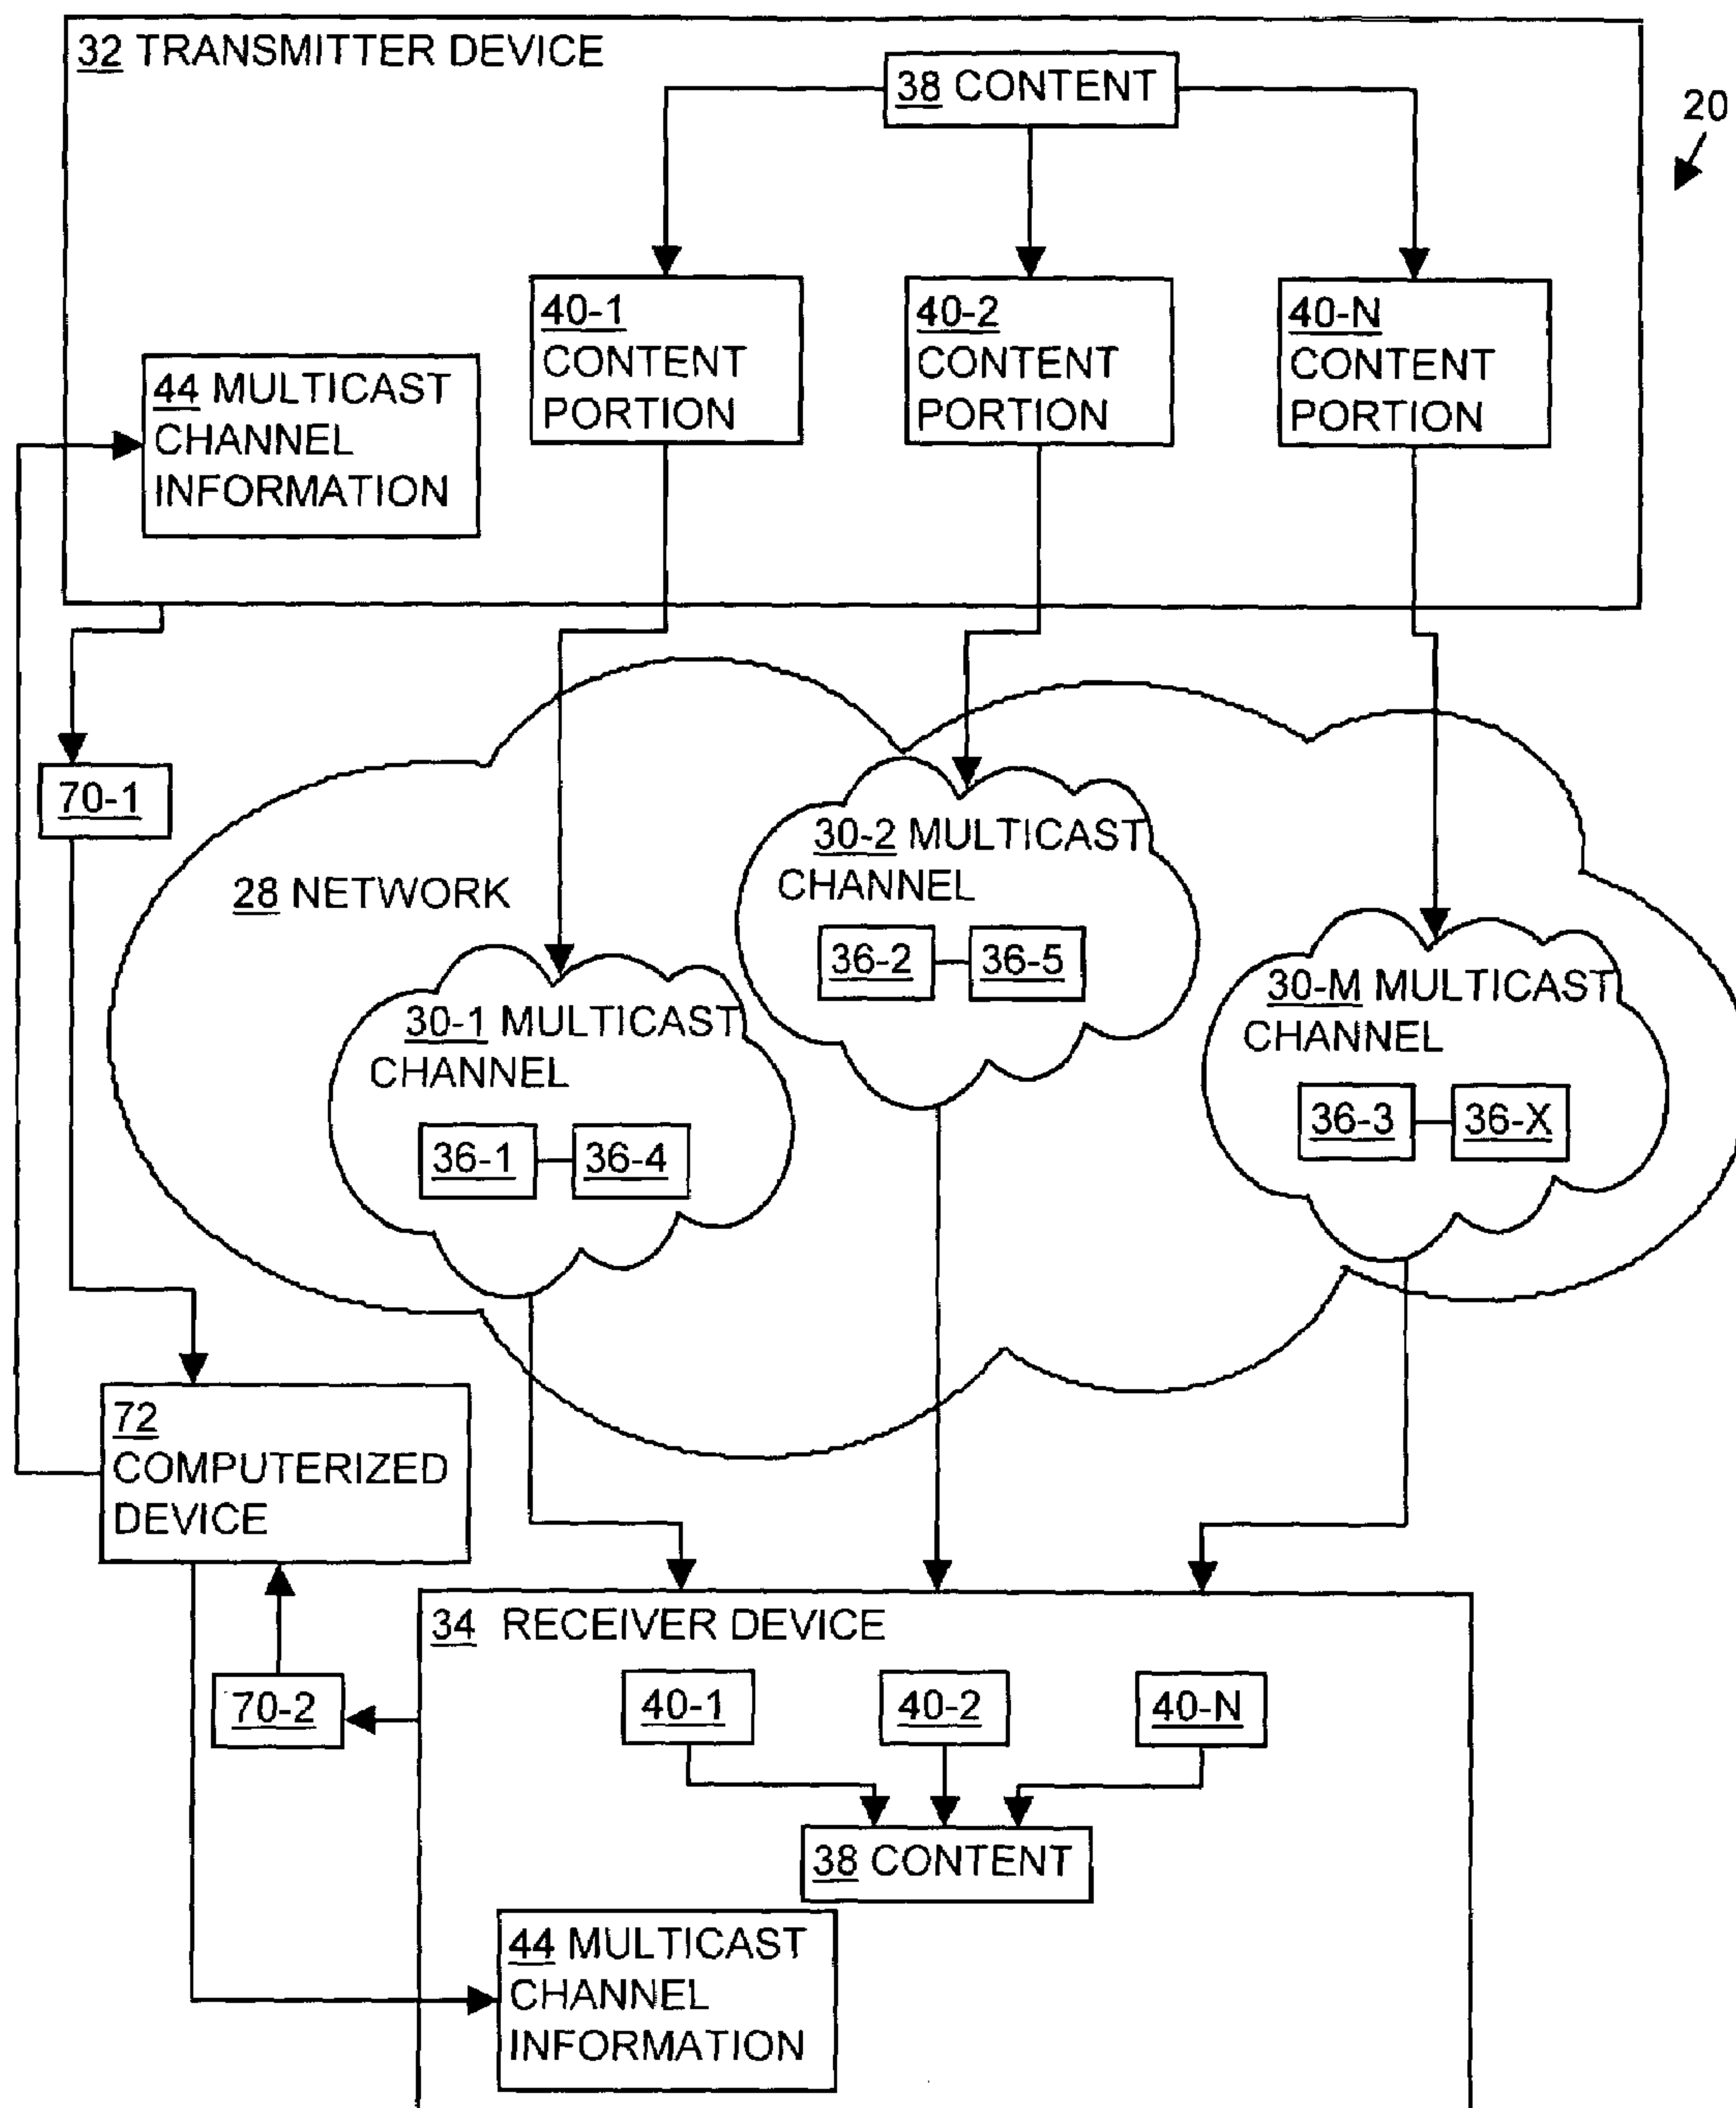 32 TRANSMITTER DEVICE
38 CONTENT
20
40-1
CONTENT
PORTION
40-2
CONTENT
PORTION
40-N
CONTENT
PORTION
44 MULTICAST
CHANNEL
INFORMATION
70-1
28 NETWORK
30-2 MULTICAST
CHANNEL
36-2
36-5
30-1 MULTICAST
CHANNEL
36-1
36-4
30-M MULTICAST
CHANNEL
36-3
36-X
72
COMPUTERIZED
DEVICE
34 RECEIVER DEVICE
70-2
40-1
40-2
40-N
38 CONTENT
44 MULTICAST
CHANNEL
INFORMATION